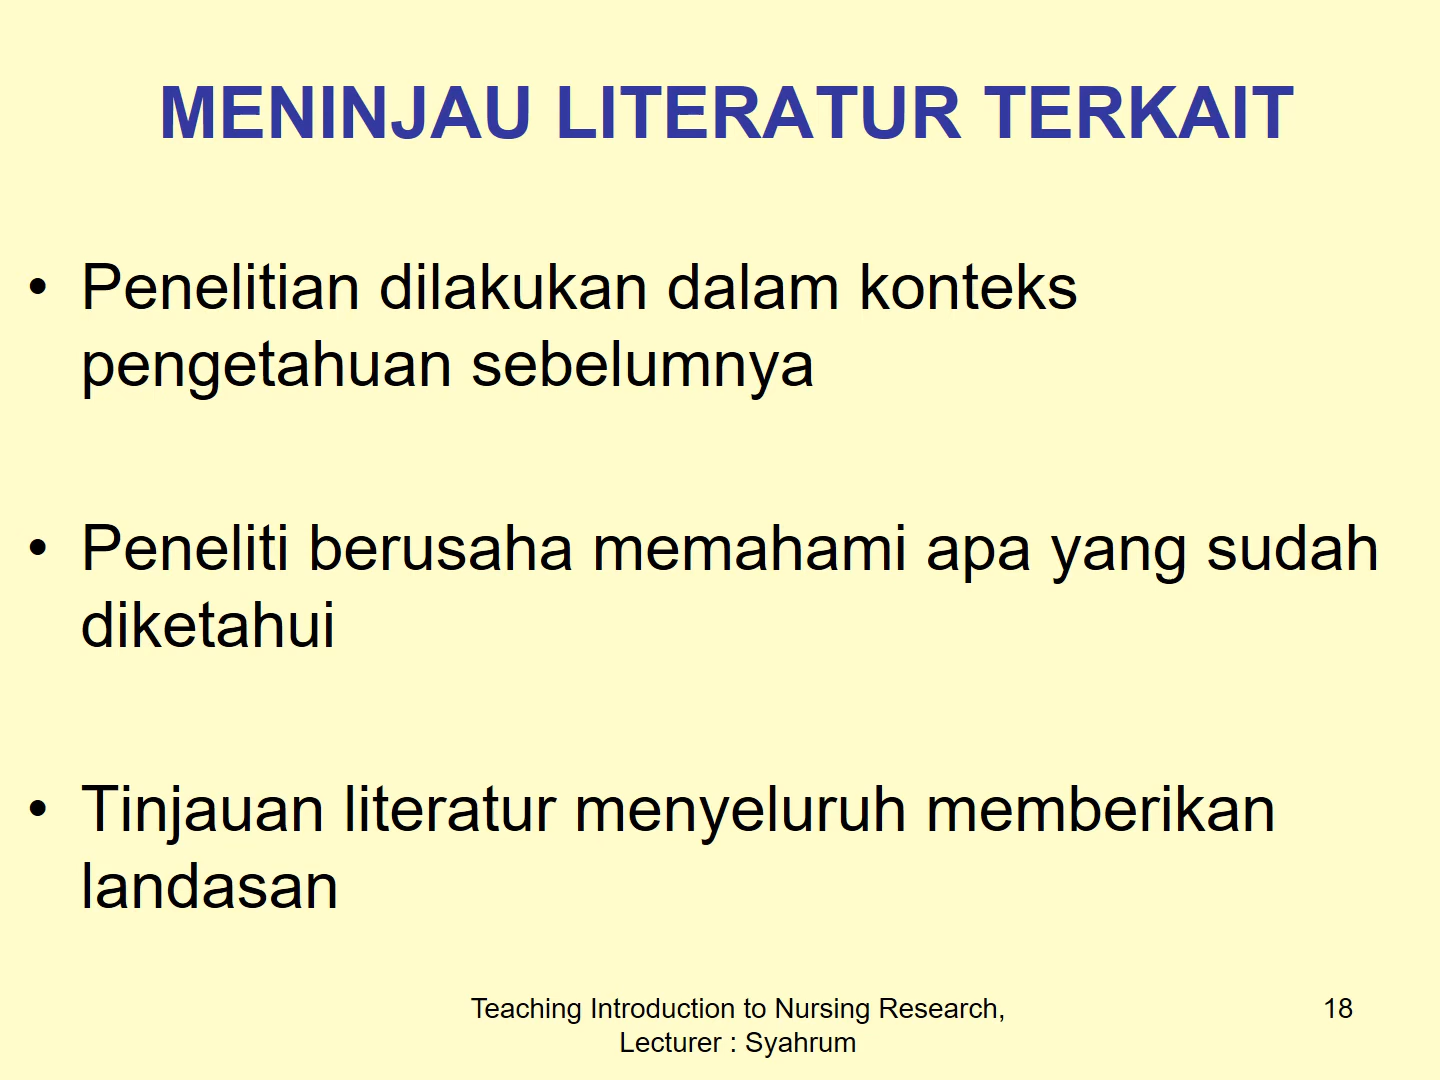 MENINJAU LITERATUR TERKAIT
• Penelitian dilakukan dalam konteks
pengetahuan sebelumnya
• Peneliti berusaha memahami apa yang sudah
diketahui
• Tinjauan literatur menyeluruh memberikan
landasan
Teaching Introduction to Nursing Research,
Lecturer : Syahrum
18